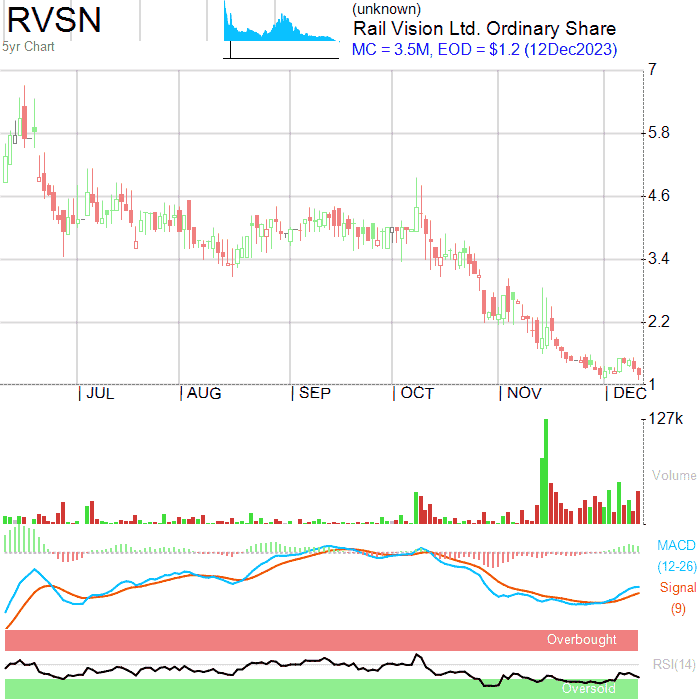 RVSN
5yr Chart
(unknown)
Rail Vision Ltd. Ordinary Share
MC = 3.5M, EOD = $1.2 (12Dec2023)
7
5.8
4.6
3.4
2.2
1
JUL
AUG
SEP
OCT
NOV
DEC
127k
Volume
MACD
(12-26)
Signal
(9)
Overbought
RSI(14)
Oversold